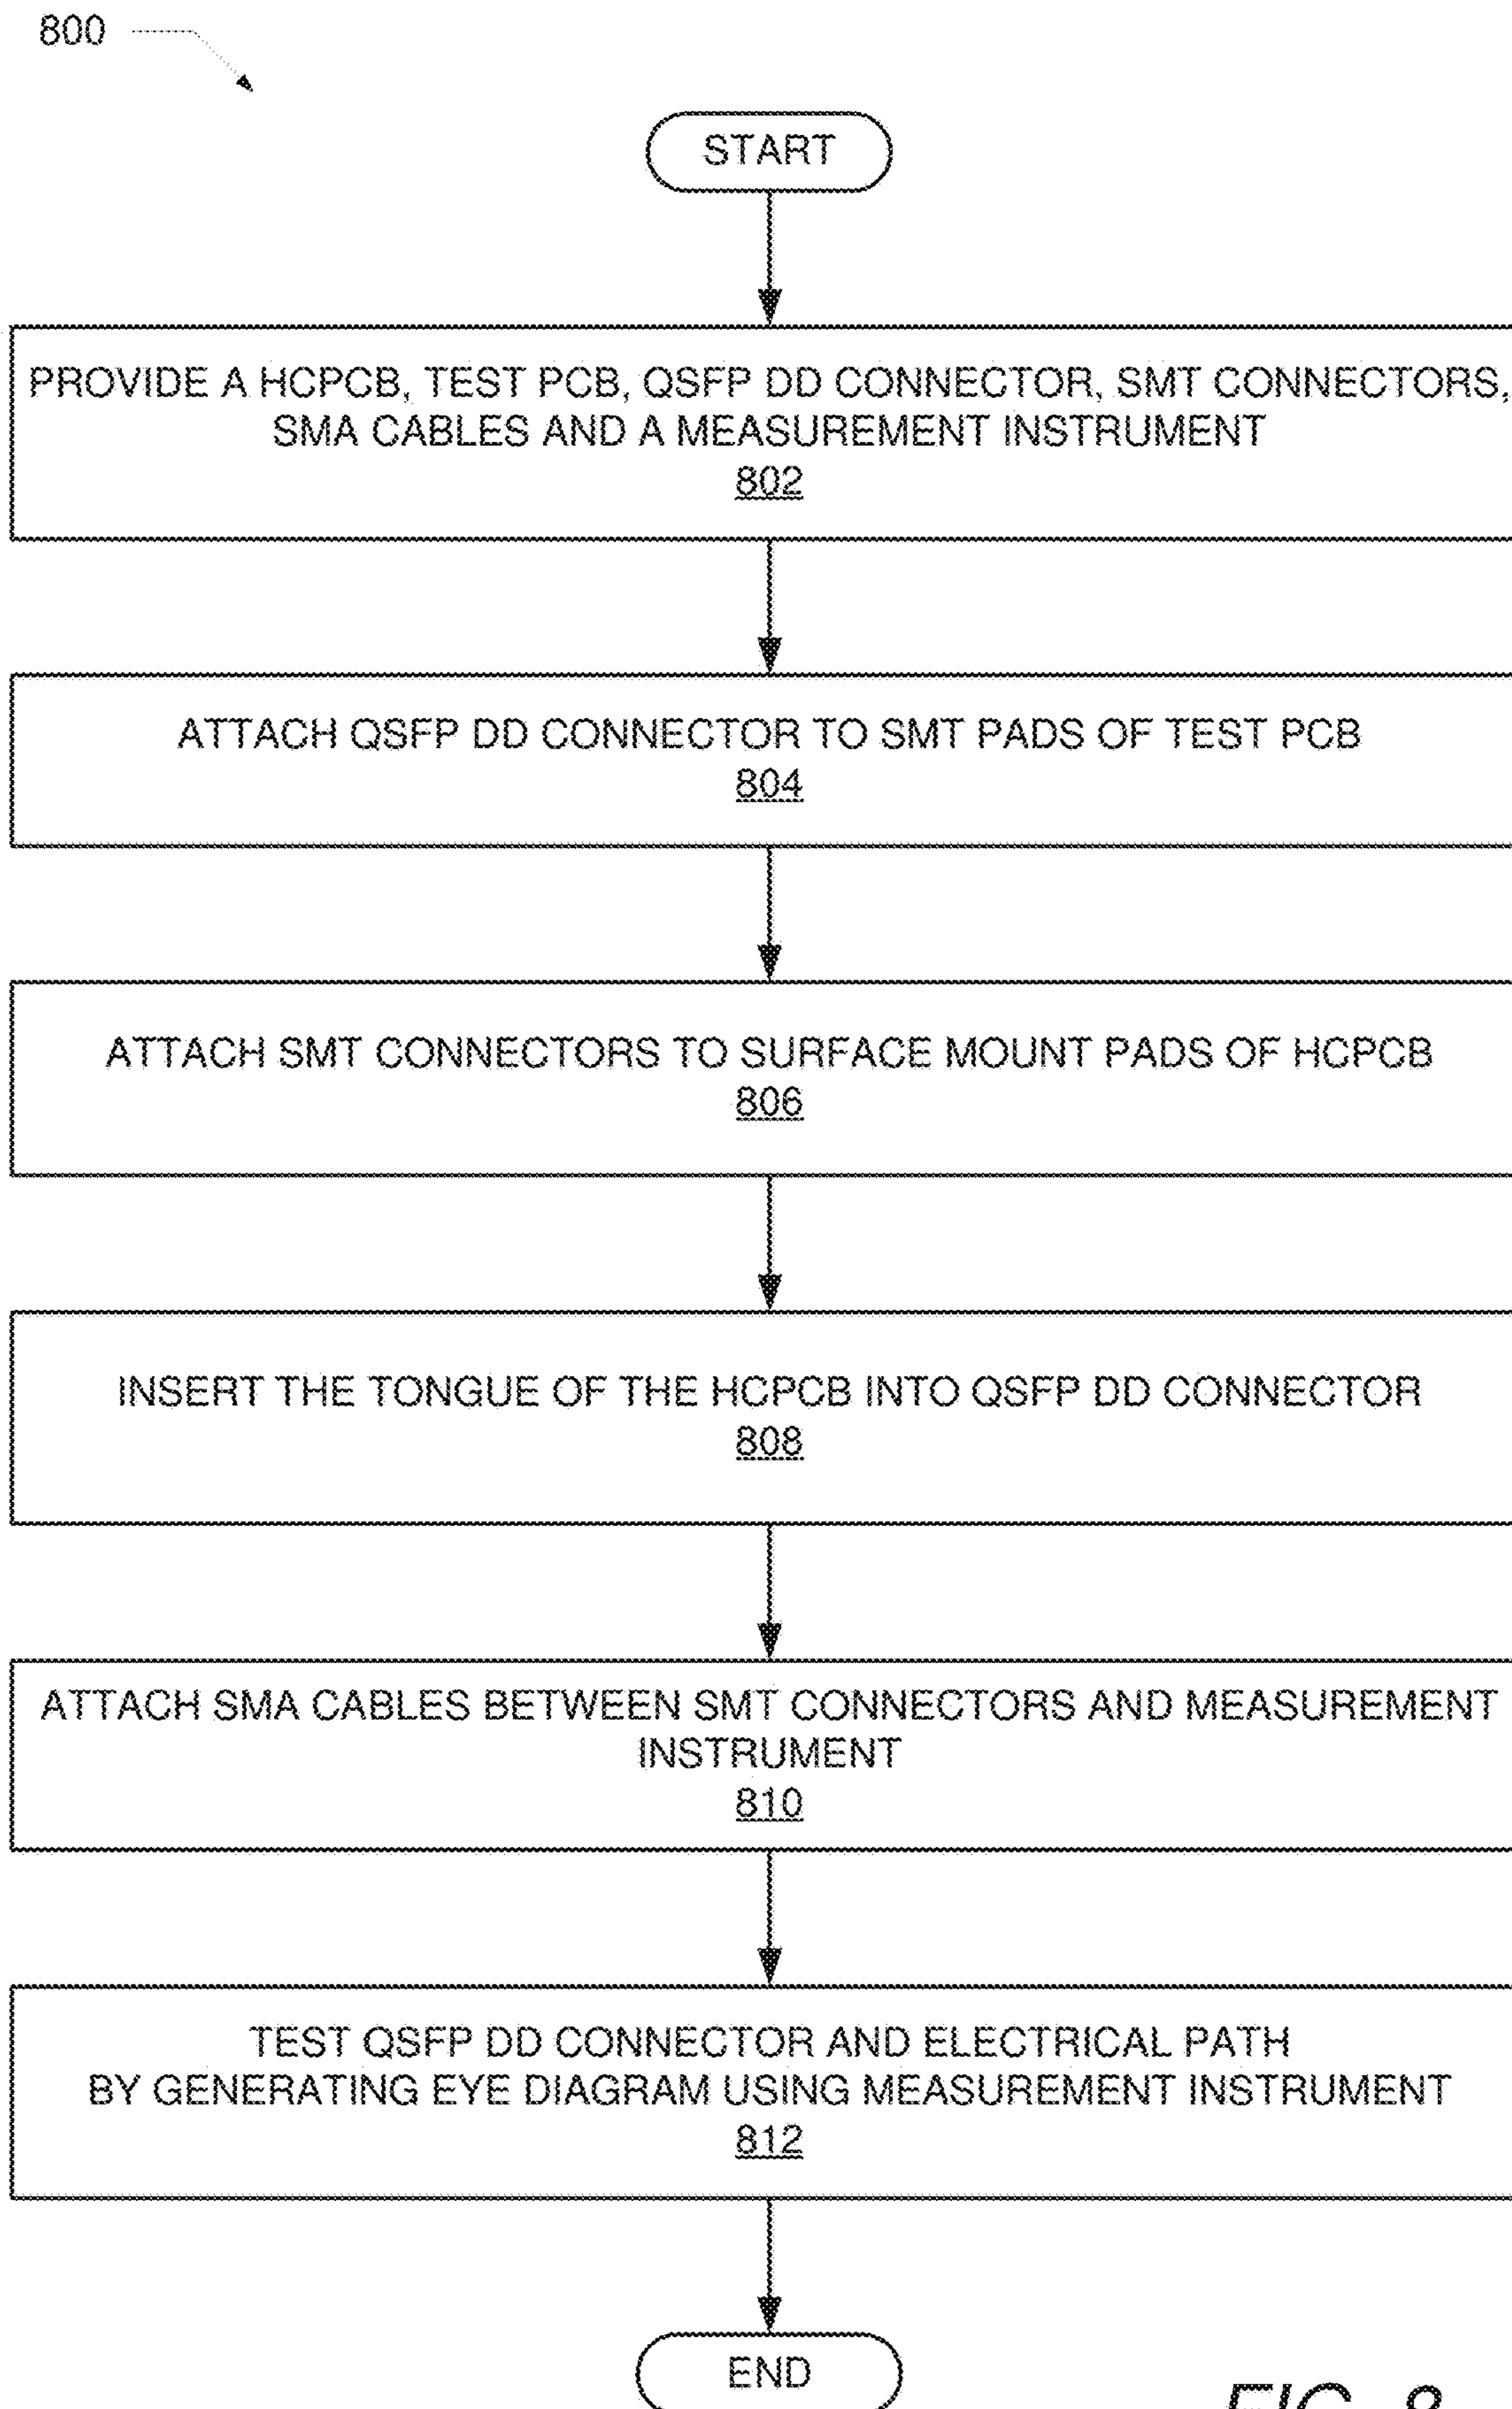 800
START
PROVIDE A HCPCB, TEST PCB, QSFP DD CONNECTOR, SMT CONNECTORS,
SMA CABLES AND A MEASUREMENT INSTRUMENT
802
ATTACH QSFP DD CONNECTOR TO SMT PADS OF TEST PCB
804
ATTACH SMT CONNECTORS TO SURFACE MOUNT PADS OF HCPCB
806
INSERT THE TONGUE OF THE HCPCB INTO QSFP DD CONNECTOR
808
ATTACH SMA CABLES BETWEEN SMT CONNECTORS AND MEASUREMENT
INSTRUMENT
810
TEST QSFP DD CONNECTOR AND ELECTRICAL PATH
BY GENERATING EYE DIAGRAM USING MEASUREMENT INSTRUMENT
812
END
FIG. 8